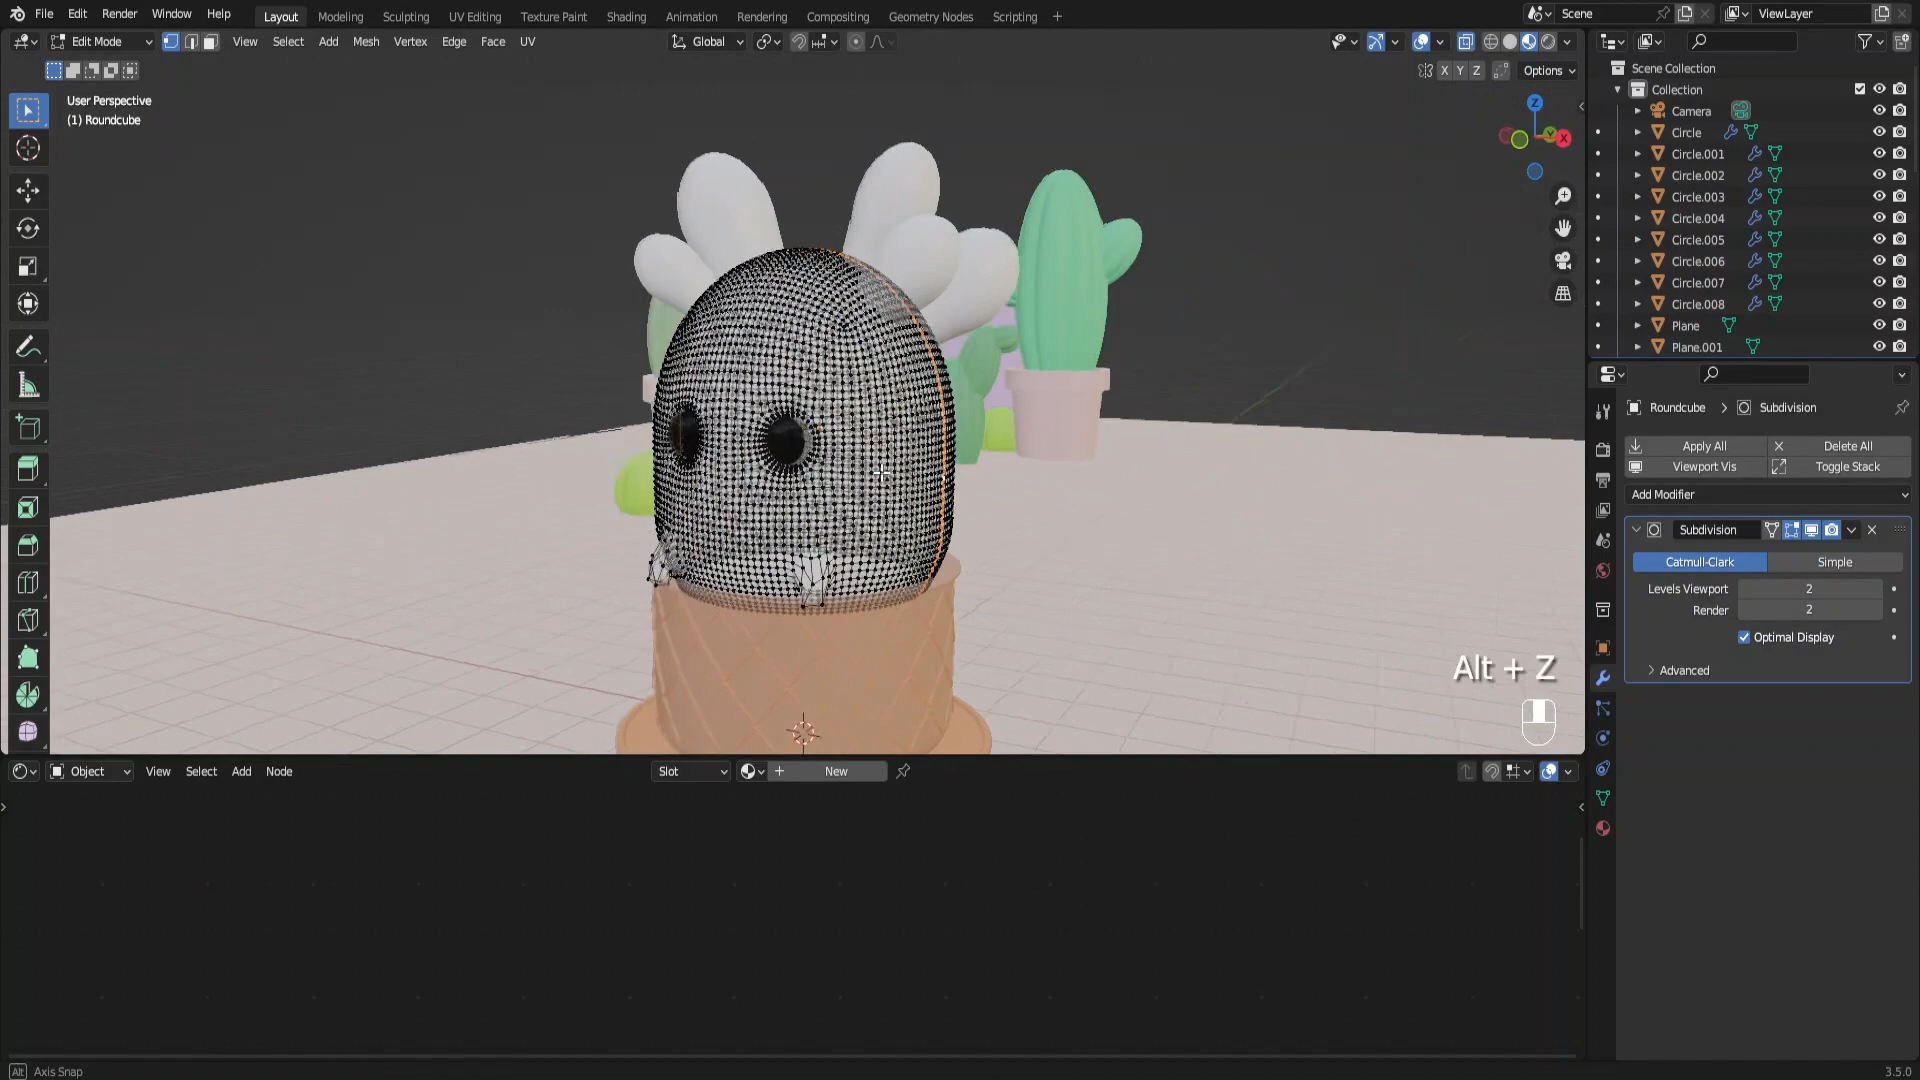 File Edit Render Window Help Layout Modeling Sculpting UV Editing Texture Paint Shading Animation Rendering Compositing Geometry Nodes Scripting + Scene ViewLayer
Edit Mode View Select Add Mesh Vertex Edge Face UV Global
X Y Z Options
User Perspective
(1) Roundcube
Z
X
Scene Collection
Collection
Camera
Circle
Circle.001
Circle.002
Circle.003
Circle.004
Circle.005
Circle.006
Circle.007
Circle.008
Plane
Plane.001
Roundcube > Subdivision
Apply All Delete All
Viewport Vis Toggle Stack
Add Modifier
Subdivision
Catmull-Clark Simple
Levels Viewport 2
Render 2
Optimal Display
Advanced
Alt + Z
Object View Select Add Node Slot New
Alt Axis Snap 3.5.0